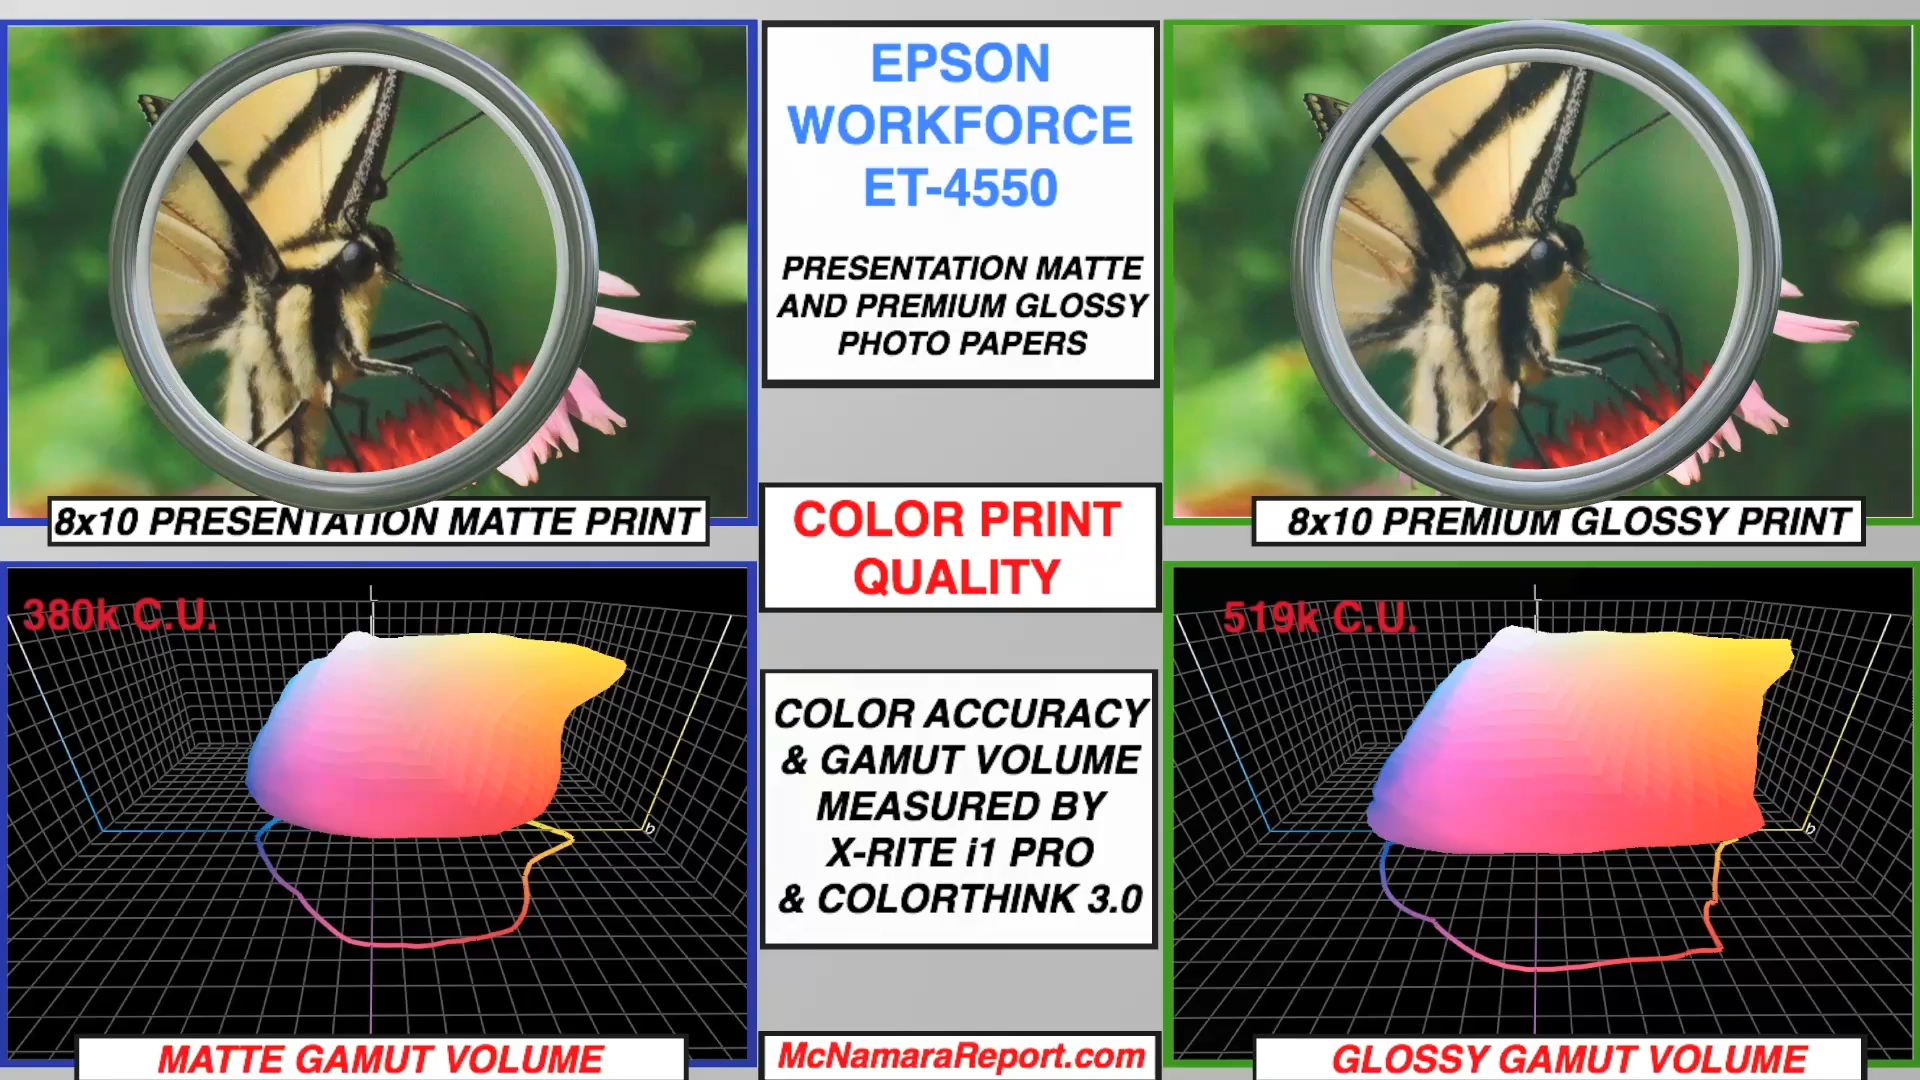 EPSON
WORKFORCE
ET-4550
PRESENTATION MATTE
AND PREMIUM GLOSSY
PHOTO PAPERS
8x10 PRESENTATION MATTE PRINT
8x10 PREMIUM GLOSSY PRINT
COLOR PRINT
QUALITY
380k C.U.
519k C.U.
COLOR ACCURACY
& GAMUT VOLUME
MEASURED BY
X-RITE i1 PRO
& COLORTHINK 3.0
b
b
MATTE GAMUT VOLUME
McNamaraReport.com
GLOSSY GAMUT VOLUME